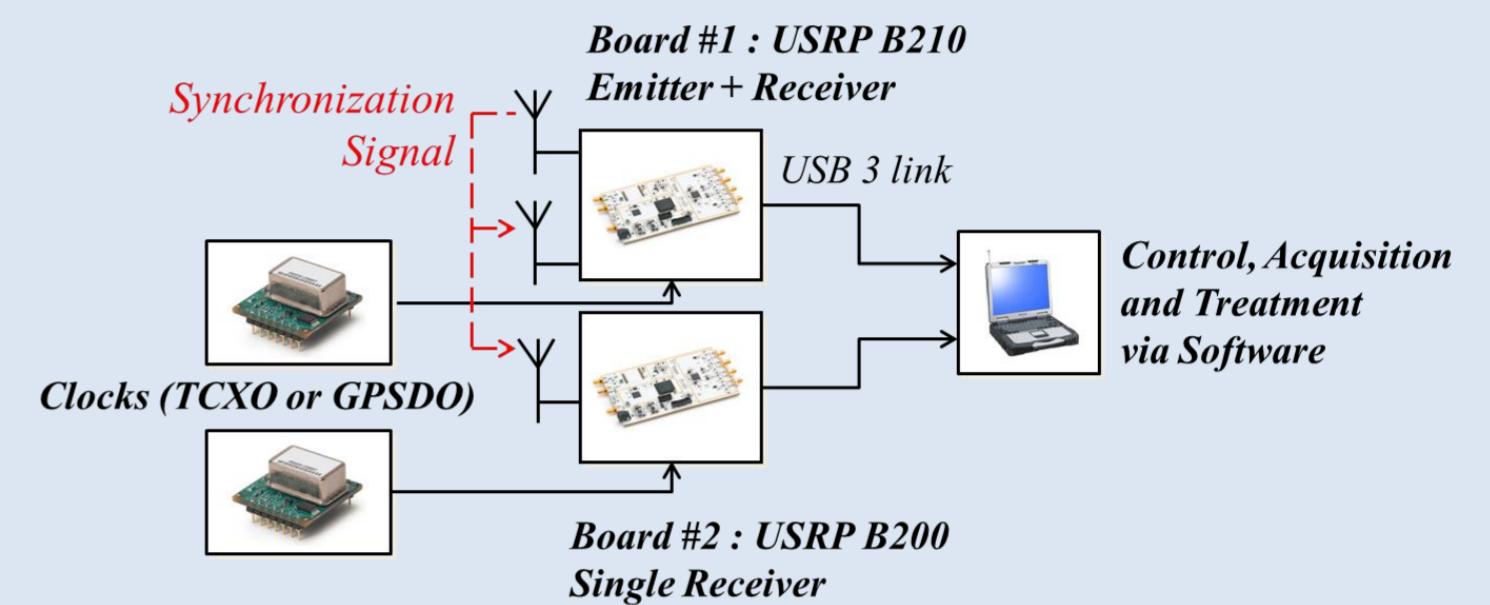 Board #1 : USRP B210
Emitter + Receiver
Synchronization
Signal
USB 3 link
Control, Acquisition
and Treatment
via Software
Clocks (TCXO or GPSDO)
Board #2 : USRP B200
Single Receiver